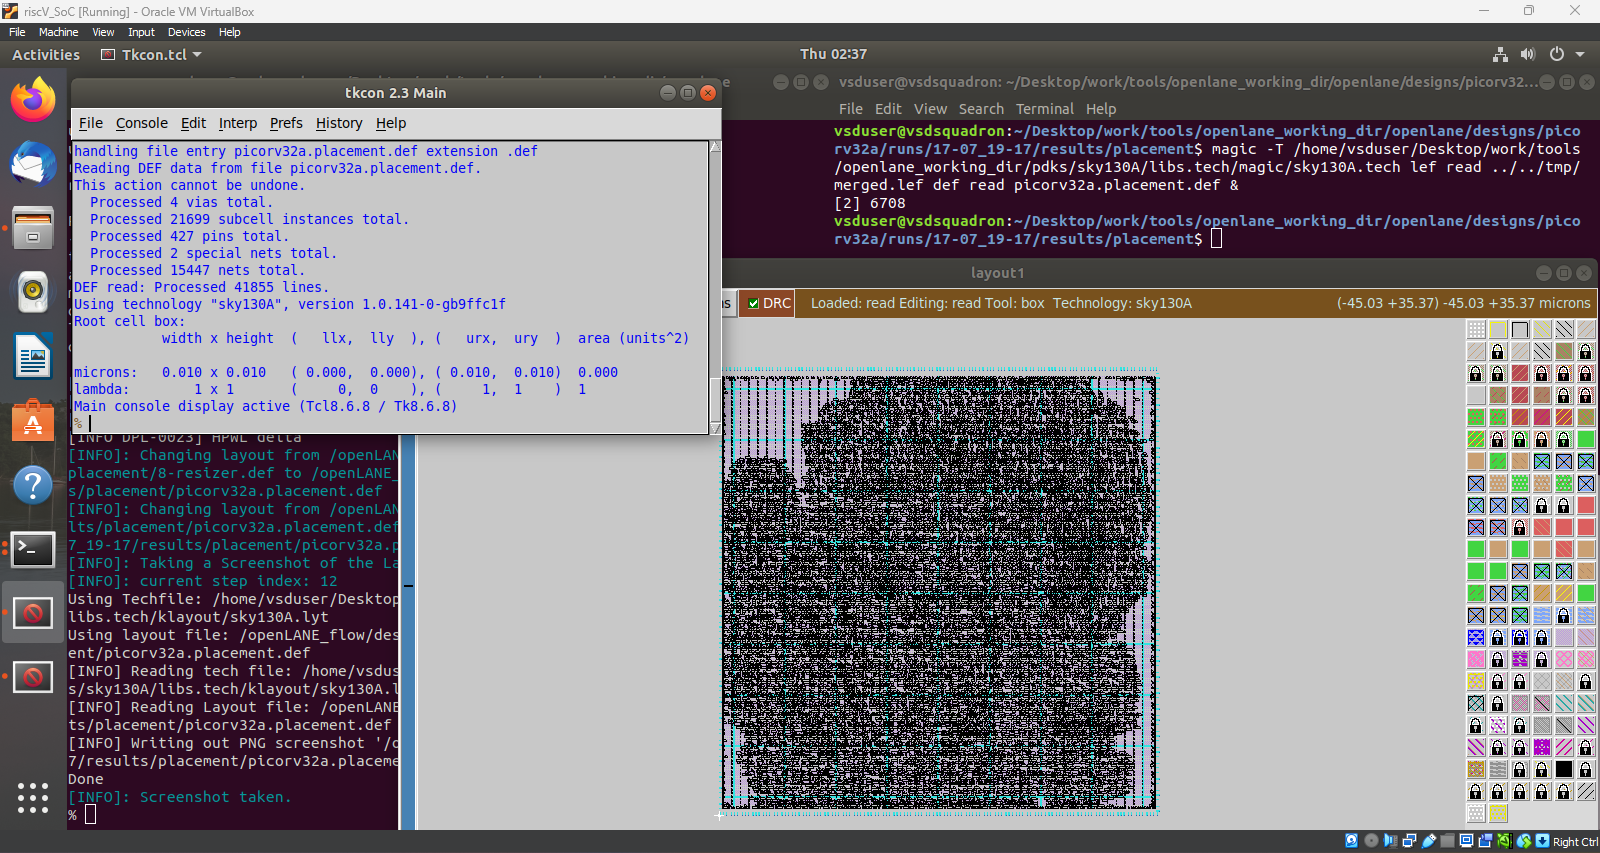 riscV_SoC [Running] - Oracle VM VirtualBox
File Machine View Input Devices Help
Activities Tkcon.tcl Thu 02:37
tkcon 2.3 Main
File Console Edit Interp Prefs History Help
handling file entry picorv32a.placement.def extension .def
Reading DEF data from file picorv32a.placement.def.
This action cannot be undone.
Processed 4 vias total.
Processed 21699 subcell instances total.
Processed 427 pins total.
Processed 2 special nets total.
Processed 15447 nets total.
DEF read: Processed 41855 lines.
Using technology "sky130A", version 1.0.141-0-gb9ffc1f
Root cell box:
width x height ( llx, lly ), ( urx, ury ) area (units^2)
microns: 0.010 x 0.010 ( 0.000, 0.000), ( 0.010, 0.010) 0.000
lambda: 1 x 1 ( 0, 0 ), ( 1, 1 ) 1
Main console display active (Tcl8.6.8 / Tk8.6.8)
%
vsduser@vsdsquadron: ~/Desktop/work/tools/openlane_working_dir/openlane/designs/picorv32...
File Edit View Search Terminal Help
vsduser@vsdsquadron:~/Desktop/work/tools/openlane_working_dir/openlane/designs/pico
rv32a/runs/17-07_19-17/results/placement$ magic -T /home/vsduser/Desktop/work/tools
/openlane_working_dir/pdks/sky130A/libs.tech/magic/sky130A.tech lef read ../../tmp/
merged.lef def read picorv32a.placement.def &
[2] 6708
vsduser@vsdsquadron:~/Desktop/work/tools/openlane_working_dir/openlane/designs/pico
rv32a/runs/17-07_19-17/results/placement$
layout1
DRC Loaded: read Editing: read Tool: box Technology: sky130A (-45.03 +35.37) -45.03 +35.37 microns
[INFO DPL-0023] HPWL delta
[INFO]: Changing layout from /openLAN
placement/8-resizer.def to /openLANE_
s/placement/picorv32a.placement.def
[INFO]: Changing layout from /openLAN
lts/placement/picorv32a.placement.def
7_19-17/results/placement/picorv32a.p
[INFO]: Taking a Screenshot of the La
[INFO]: current step index: 12
Using Techfile: /home/vsduser/Desktop
libs.tech/klayout/sky130A.lyt
Using layout file: /openLANE_flow/des
ent/picorv32a.placement.def
[INFO] Reading tech file: /home/vsdus
s/sky130A/libs.tech/klayout/sky130A.l
[INFO] Reading Layout file: /openLANE
ts/placement/picorv32a.placement.def
[INFO] Writing out PNG screenshot '/o
7/results/placement/picorv32a.placeme
Done
[INFO]: Screenshot taken.
%
Right Ctrl